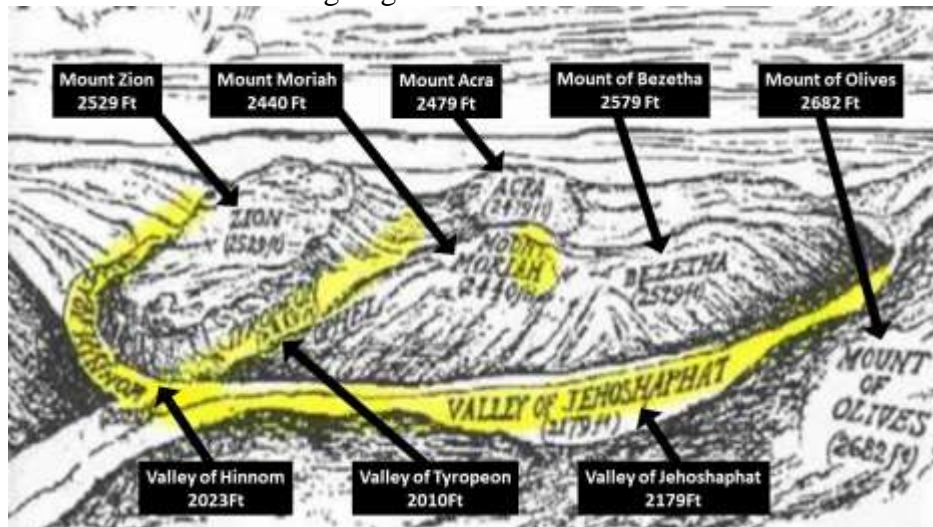 Mount Zion
2529 Ft
Mount Moriah
2440 Ft
Mount Acra
2479 Ft
Mount of Bezetha
2579 Ft
Mount of Olives
2682 Ft
ACRA
(2479 ft)
ZION
(2529 ft)
MOUNT
MORIAH
(2440
BEZETHA
(2529 ft)
HINNOM
VALLEY OF JEHOSHAPHAT
(2179 ft)
MOUNT
OF
OLIVES
(2682 ft)
Valley of Hinnom
2023Ft
Valley of Tyropeon
2010Ft
Valley of Jehoshaphat
2179Ft